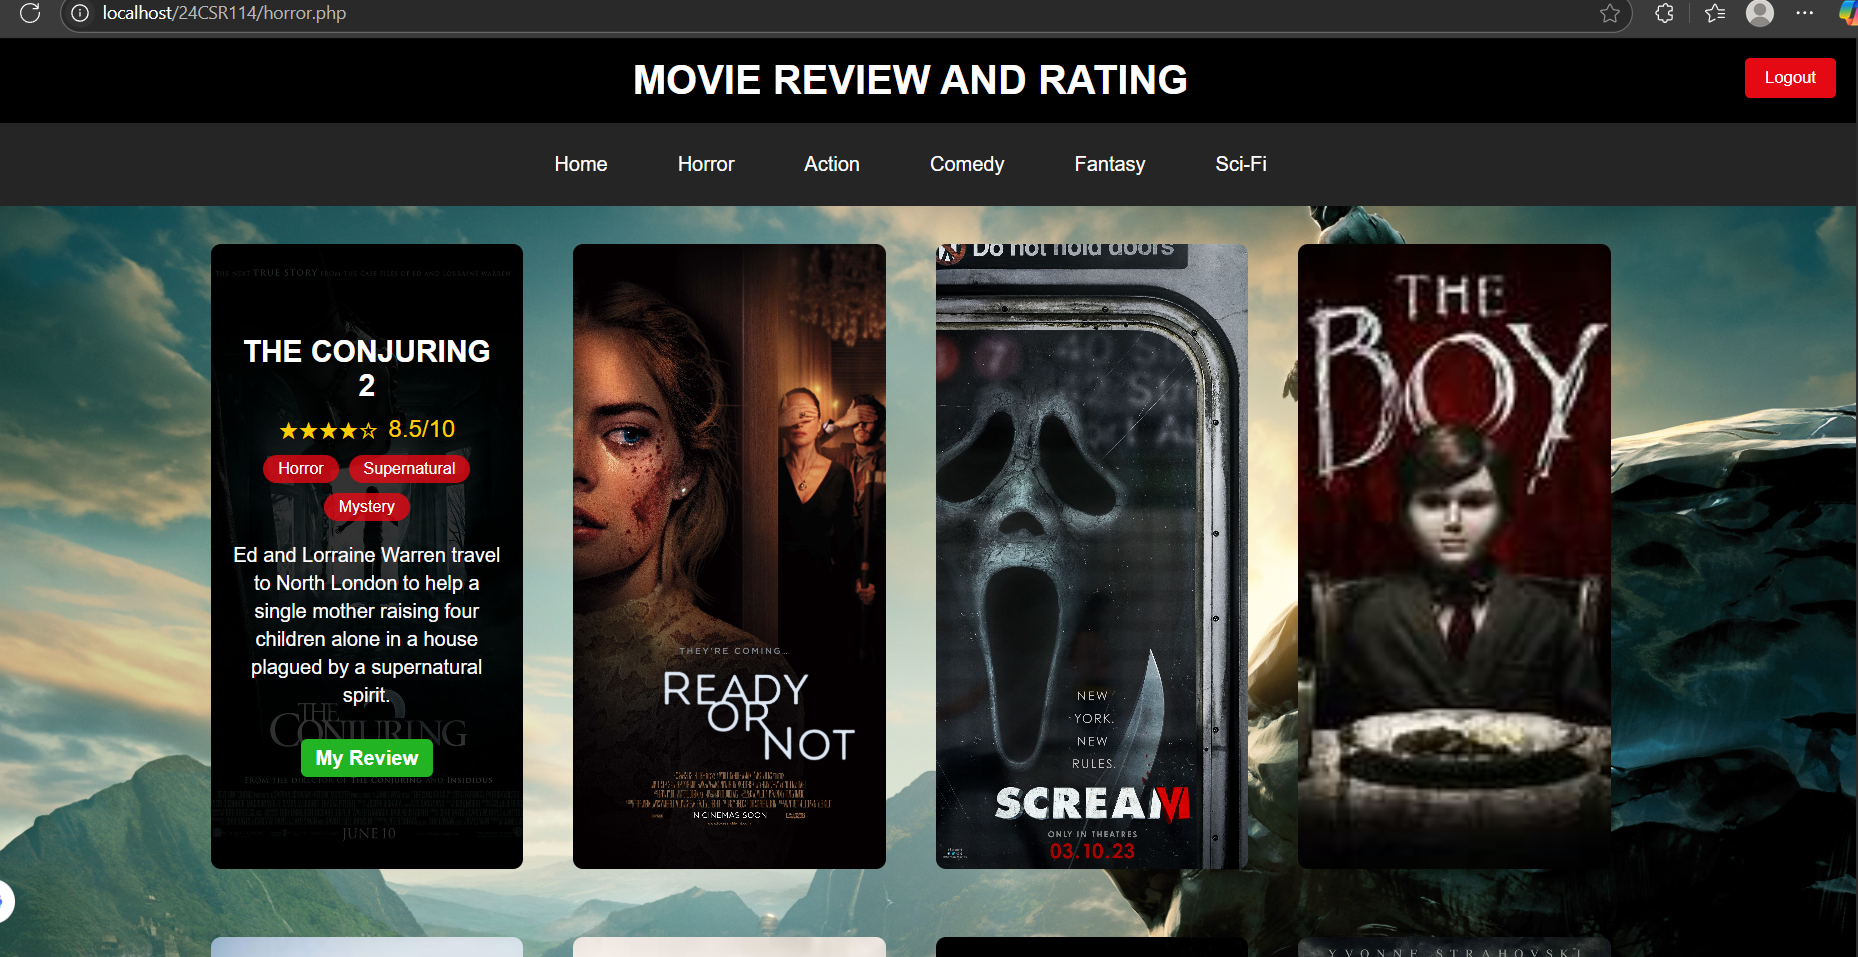 localhost/24CSR114/horror.php
MOVIE REVIEW AND RATING
Logout
Home
Horror
Action
Comedy
Fantasy
Sci-Fi
THE NEXT TRUE STORY FROM THE CASE FILES OF ED AND LORRAINE WARREN
THE CONJURING
2
★★★★☆ 8.5/10
Horror
Supernatural
Mystery
Ed and Lorraine Warren travel
to North London to help a
single mother raising four
children alone in a house
plagued by a supernatural
spirit.
THE
CONJURING
2
My Review
FROM THE DIRECTOR OF THE CONJURING AND INSIDIOUS
JUNE 10
THEY'RE COMING...
READY
OR
NOT
IN CINEMAS SOON
Do not hold doors
NEW
YORK.
NEW
RULES.
SCREAM VI
ONLY IN THEATRES
03.10.23
THE
BOY
YVONNE STRAHOVSKI